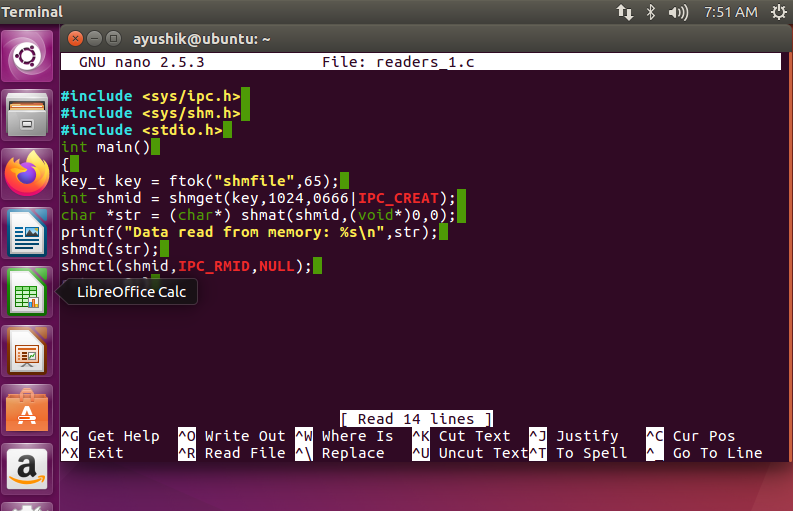 Terminal
7:51 AM
ayushik@ubuntu: ~
GNU nano 2.5.3 File: readers_1.c
#include <sys/ipc.h>
#include <sys/shm.h>
#include <stdio.h>
int main()
{
key_t key = ftok("shmfile",65);
int shmid = shmget(key,1024,0666|IPC_CREAT);
char *str = (char*) shmat(shmid,(void*)0,0);
printf("Data read from memory: %s\n",str);
shmdt(str);
shmctl(shmid,IPC_RMID,NULL);
LibreOffice Calc
[ Read 14 lines ]
^G Get Help ^O Write Out ^W Where Is ^K Cut Text ^J Justify ^C Cur Pos
^X Exit ^R Read File ^\ Replace ^U Uncut Text ^T To Spell ^_ Go To Line